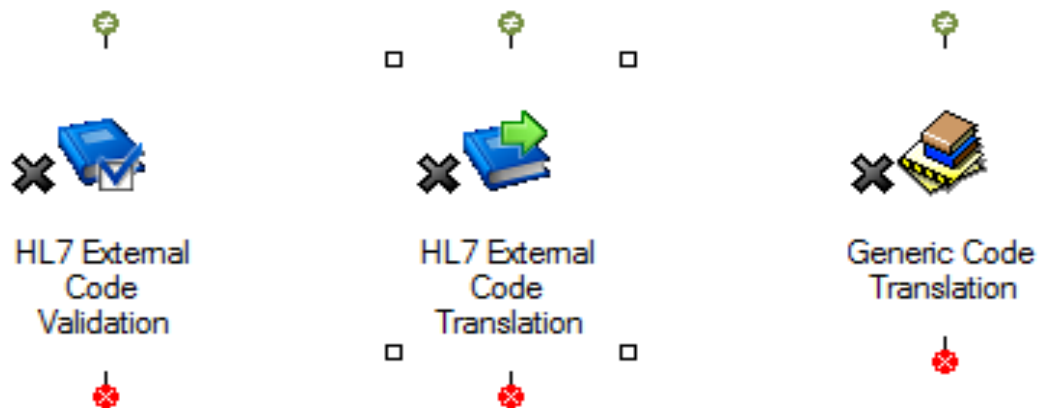 HL7 External
Code
Validation
HL7 External
Code
Translation
Generic Code
Translation